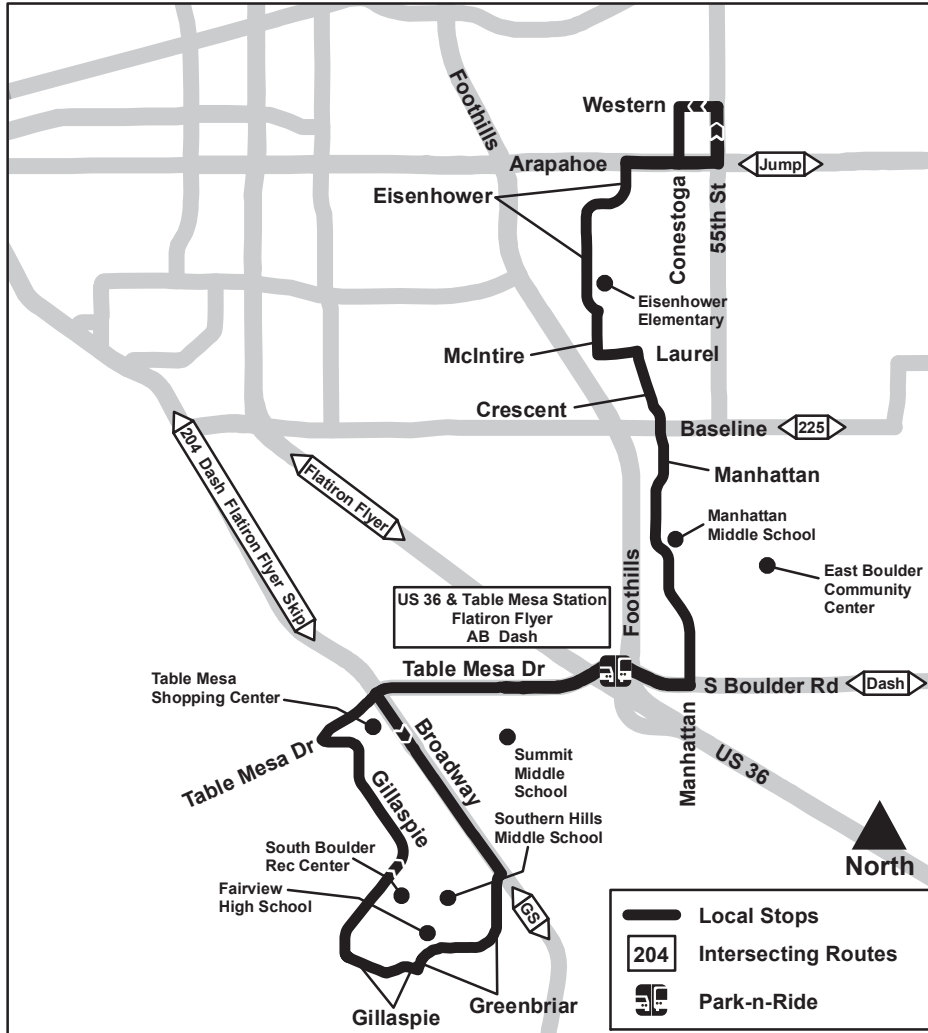 Foothills
Western
Arapahoe
Jump
Eisenhower
Conestoga
55th St
Eisenhower
Elementary
McIntire
Laurel
Crescent
Baseline
225
204 Dash Flatiron Flyer Skip
Flatiron Flyer
Manhattan
Manhattan
Middle School
East Boulder
Community
Center
Foothills
US 36 & Table Mesa Station
Flatiron Flyer
AB Dash
Table Mesa Dr
S Boulder Rd
Dash
Table Mesa
Shopping Center
Table Mesa Dr
Broadway
Manhattan
US 36
Summit
Middle
School
Gillaspie
Southern Hills
Middle School
South Boulder
Rec Center
Fairview
High School
GS
North
Gillaspie
Greenbriar
Local Stops
204
Intersecting Routes
Park-n-Ride